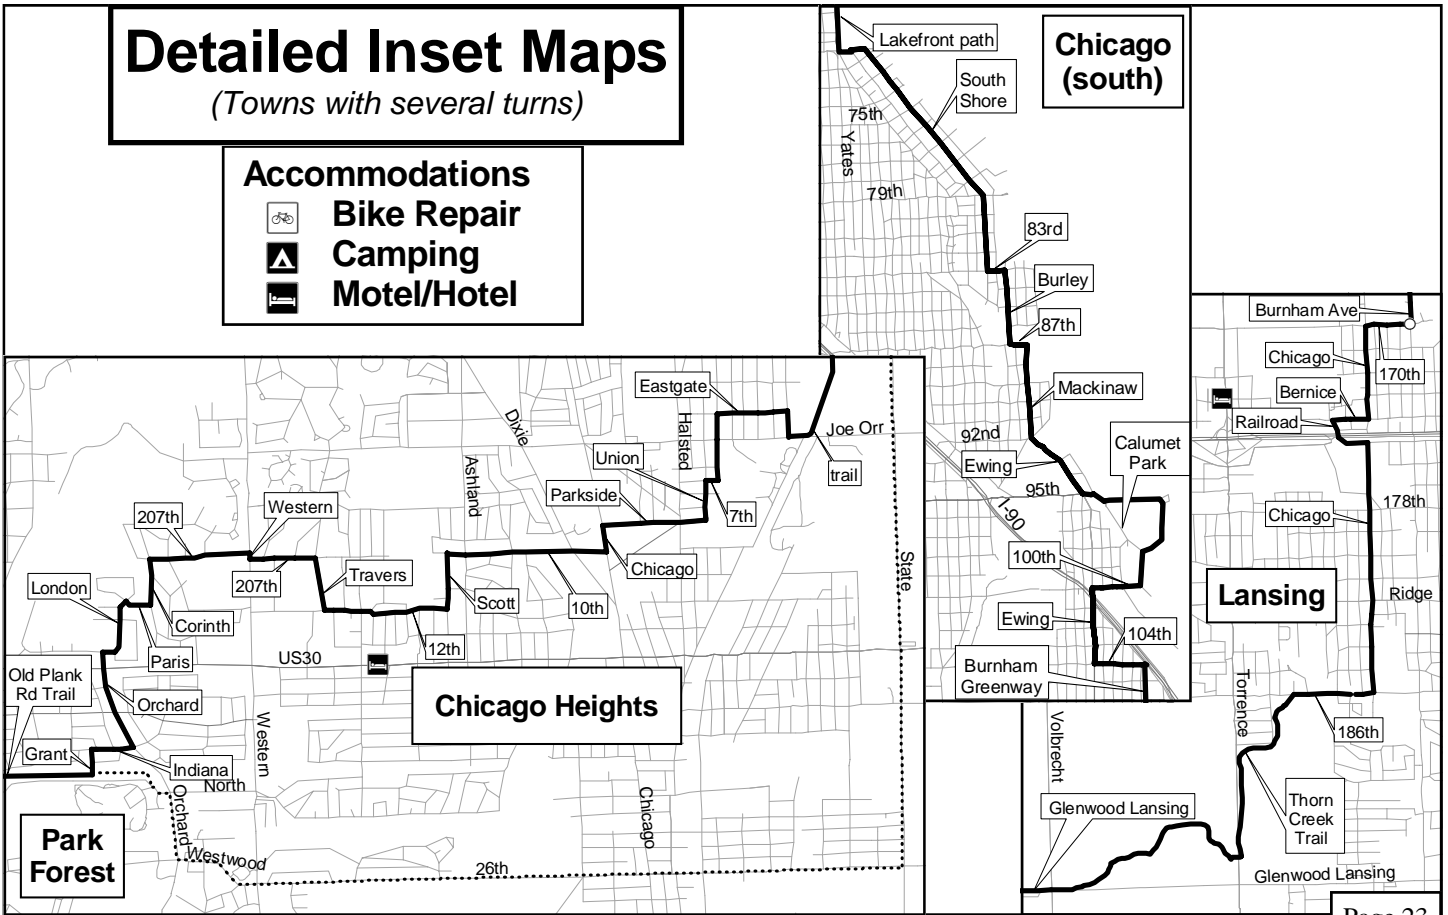 Detailed Inset Maps
(Towns with several turns)
Accommodations
Bike Repair
Camping
Motel/Hotel
Chicago
(south)
Lakefront path
South
Shore
75th
Yates
79th
83rd
Burley
87th
Mackinaw
92nd
Ewing
Calumet
Park
95th
I-90
100th
Ewing
104th
Burnham
Greenway
Burnham Ave
Chicago
170th
Bernice
Railroad
178th
Chicago
Lansing
Ridge
Torrence
186th
Volbrecht
Glenwood Lansing
Thorn
Creek
Trail
Glenwood Lansing
Page 23
Eastgate
Dixie
Halsted
Joe Orr
trail
Union
Ashland
Parkside
7th
207th
Western
207th
Travers
Chicago
State
London
Scott
10th
Corinth
12th
Paris
US30
Old Plank
Rd Trail
Orchard
Chicago Heights
Western
Grant
Indiana
North
Orchard
Chicago
Park
Forest
Westwood
26th